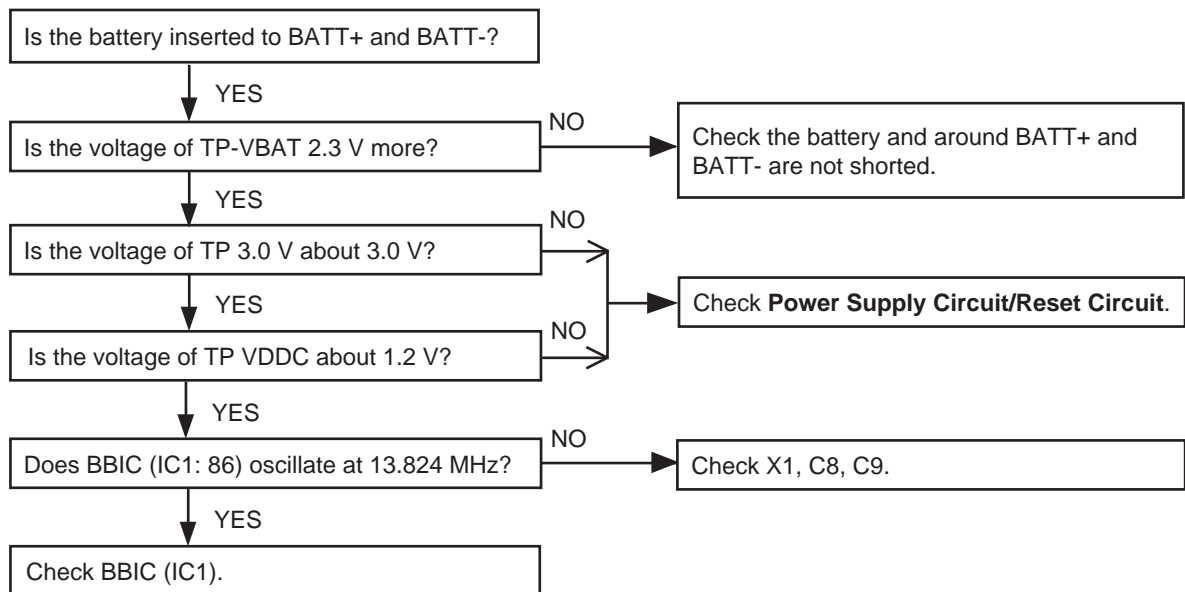 Is the battery inserted to BATT+ and BATT-?
YES
Is the voltage of TP-VBAT 2.3 V more?
NO
Check the battery and around BATT+ and
BATT- are not shorted.
YES
Is the voltage of TP 3.0 V about 3.0 V?
NO
Check Power Supply Circuit/Reset Circuit.
YES
Is the voltage of TP VDDC about 1.2 V?
NO
YES
Does BBIC (IC1: 86) oscillate at 13.824 MHz?
NO
Check X1, C8, C9.
YES
Check BBIC (IC1).